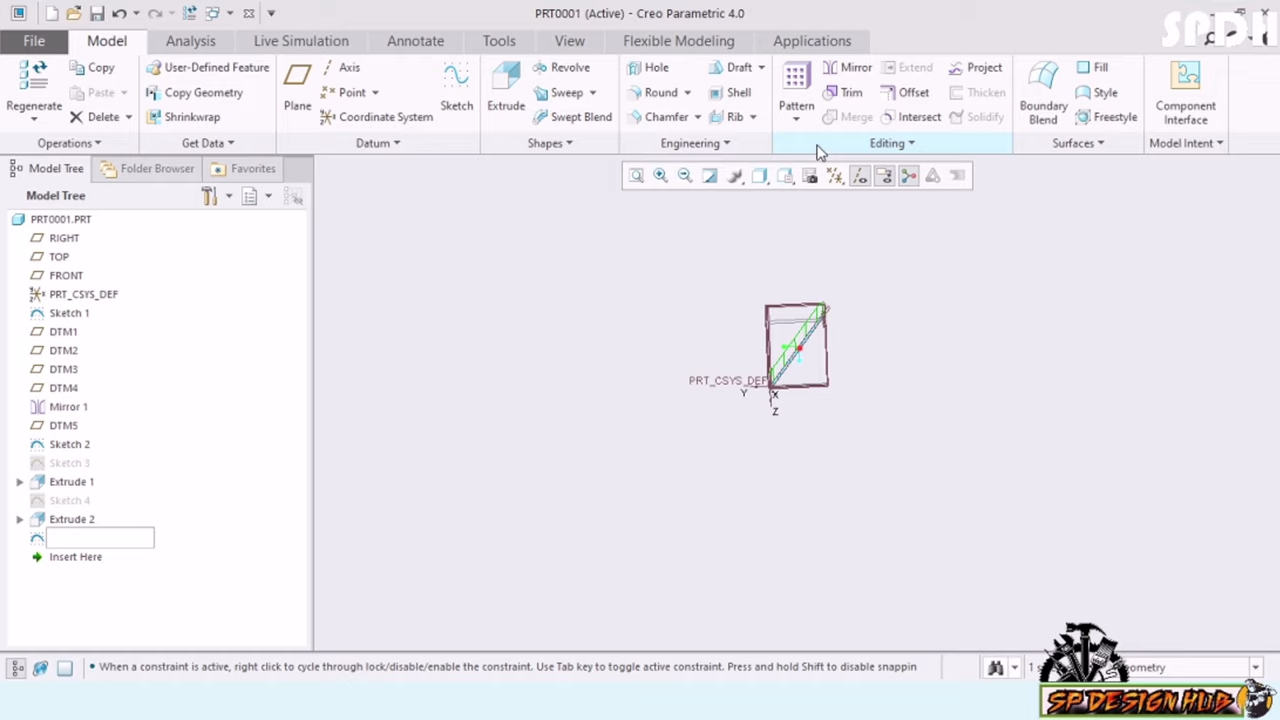 PRT0001 (Active) - Creo Parametric 4.0
SPDH
File Model Analysis Live Simulation Annotate Tools View Flexible Modeling Applications
Regenerate
Copy
Paste
Delete
User-Defined Feature
Copy Geometry
Shrinkwrap
Plane
Axis
Point
Coordinate System
Sketch
Extrude
Revolve
Sweep
Swept Blend
Hole
Round
Chamfer
Draft
Shell
Rib
Pattern
Mirror
Trim
Merge
Extend
Offset
Intersect
Project
Thicken
Solidify
Boundary
Blend
Fill
Style
Freestyle
Component
Interface
Operations Get Data Datum Shapes Engineering Editing Surfaces Model Intent
Model Tree Folder Browser Favorites
Model Tree
PRT0001.PRT
RIGHT
TOP
FRONT
PRT_CSYS_DEF
Sketch 1
DTM1
DTM2
DTM3
DTM4
Mirror 1
DTM5
Sketch 2
Sketch 3
Extrude 1
Sketch 4
Extrude 2
Insert Here
PRT_CSYS_DEF
Y X
Z
When a constraint is active, right click to cycle through lock/disable/enable the constraint. Use Tab key to toggle active constraint. Press and hold Shift to disable snappin
SP DESIGN HUB